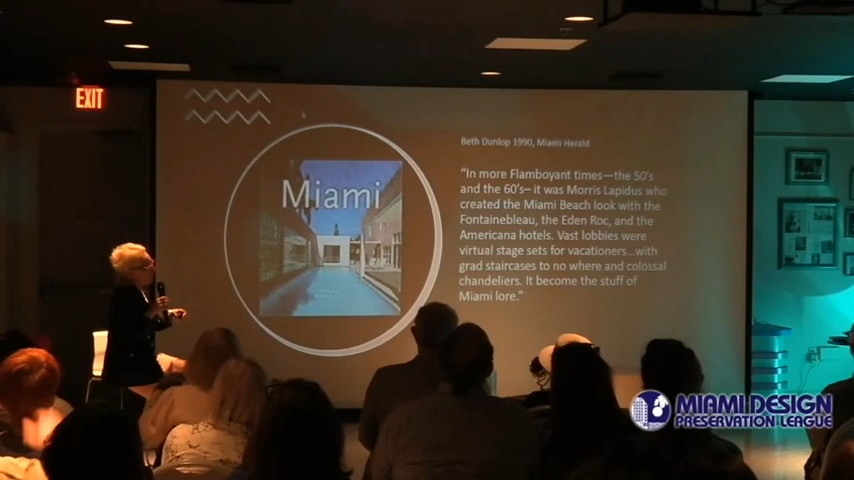 EXIT
Miami
Beth Dunlop 1990, Miami Herald
“In more Flamboyant times—the 50’s
and the 60’s– it was Morris Lapidus who
created the Miami Beach look with the
Fontainebleau, the Eden Roc, and the
Americana hotels. Vast lobbies were
virtual stage sets for vacationers...with
grad staircases to no where and colossal
chandeliers. It become the stuff of
Miami lore.”
MIAMI DESIGN
PRESERVATION LEAGUE